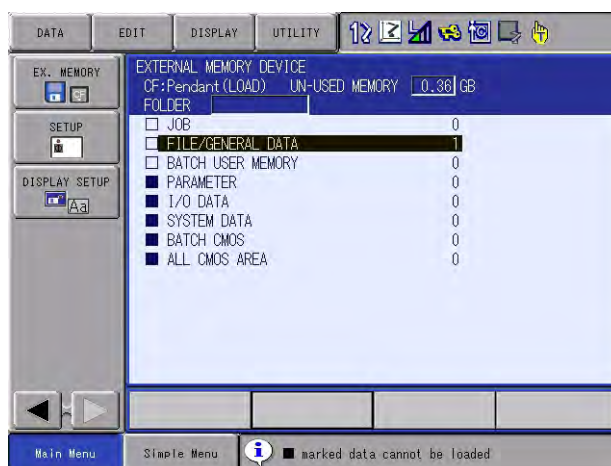 DATA EDIT DISPLAY UTILITY
EX. MEMORY
CF
SETUP
DISPLAY SETUP
Aa
EXTERNAL MEMORY DEVICE
CF:Pendant(LOAD) UN-USED MEMORY 0.36 GB
FOLDER
□ JOB 0
□ FILE/GENERAL DATA 1
□ BATCH USER MEMORY 0
■ PARAMETER 0
■ I/O DATA 0
■ SYSTEM DATA 0
■ BATCH CMOS 0
■ ALL CMOS AREA 0
Main Menu Simple Menu ■ marked data cannot be loaded